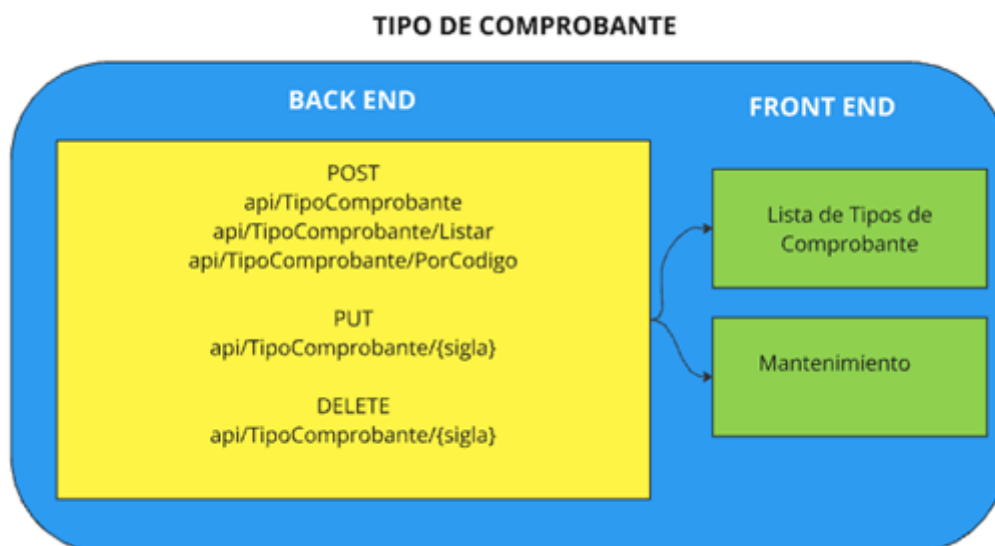 TIPO DE COMPROBANTE
BACK END
POST
api/TipoComprobante
api/TipoComprobante/Listar
api/TipoComprobante/PorCodigo
PUT
api/TipoComprobante/{sigla}
DELETE
api/TipoComprobante/{sigla}
FRONT END
Lista de Tipos de
Comprobante
Mantenimiento